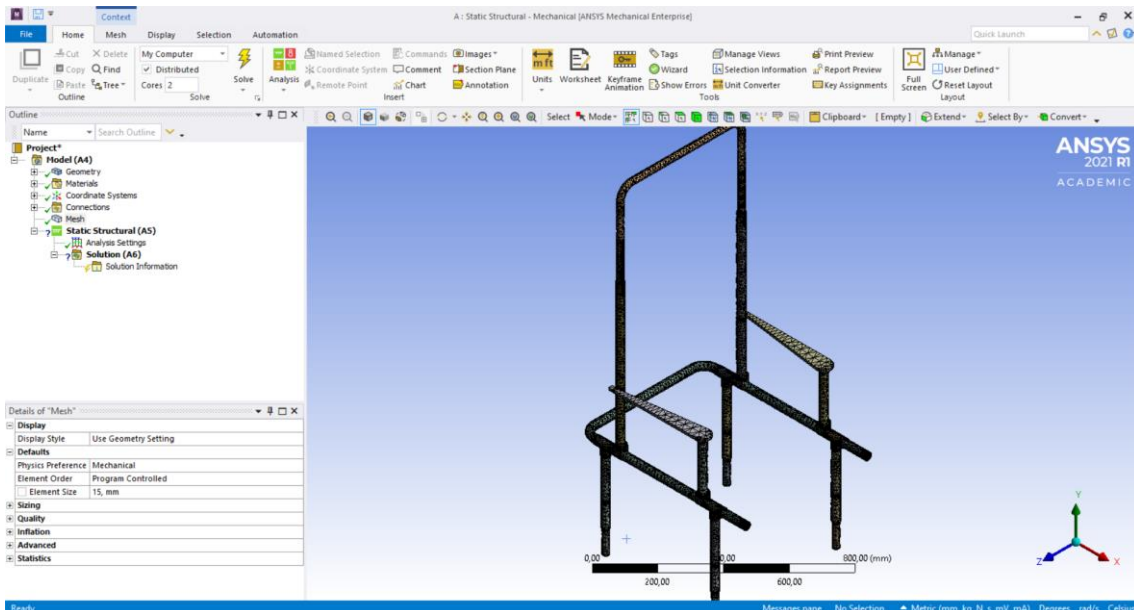 Context
A : Static Structural - Mechanical [ANSYS Mechanical Enterprise]
File Home Mesh Display Selection Automation
Quick Launch
Duplicate
Cut
Copy
Paste
Delete
Find
Tree
Outline
My Computer
Distributed
Cores 2
Solve
Solve
Analysis
Named Selection
Coordinate System
Remote Point
Commands
Comment
Chart
Images
Section Plane
Annotation
Insert
Units
Worksheet
Keyframe
Animation
Tags
Wizard
Show Errors
Manage Views
Selection Information
Unit Converter
Print Preview
Report Preview
Key Assignments
Tools
Full
Screen
Manage
User Defined
Reset Layout
Layout
Outline
Select Mode Clipboard [Empty] Extend Select By Convert
Name Search Outline
Project*
Model (A4)
Geometry
Materials
Coordinate Systems
Connections
Mesh
Static Structural (A5)
Analysis Settings
Solution (A6)
Solution Information
ANSYS
2021 R1
ACADEMIC
Details of "Mesh"
Display
Display Style Use Geometry Setting
Defaults
Physics Preference Mechanical
Element Order Program Controlled
Element Size 15, mm
Sizing
Quality
Inflation
Advanced
Statistics
0,00 800,00 (mm)
200,00 600,00
Y
Z X
Ready Messages pane No Selection Metric (mm, kg, N, s, mV, mA) Degrees rad/s Celsius